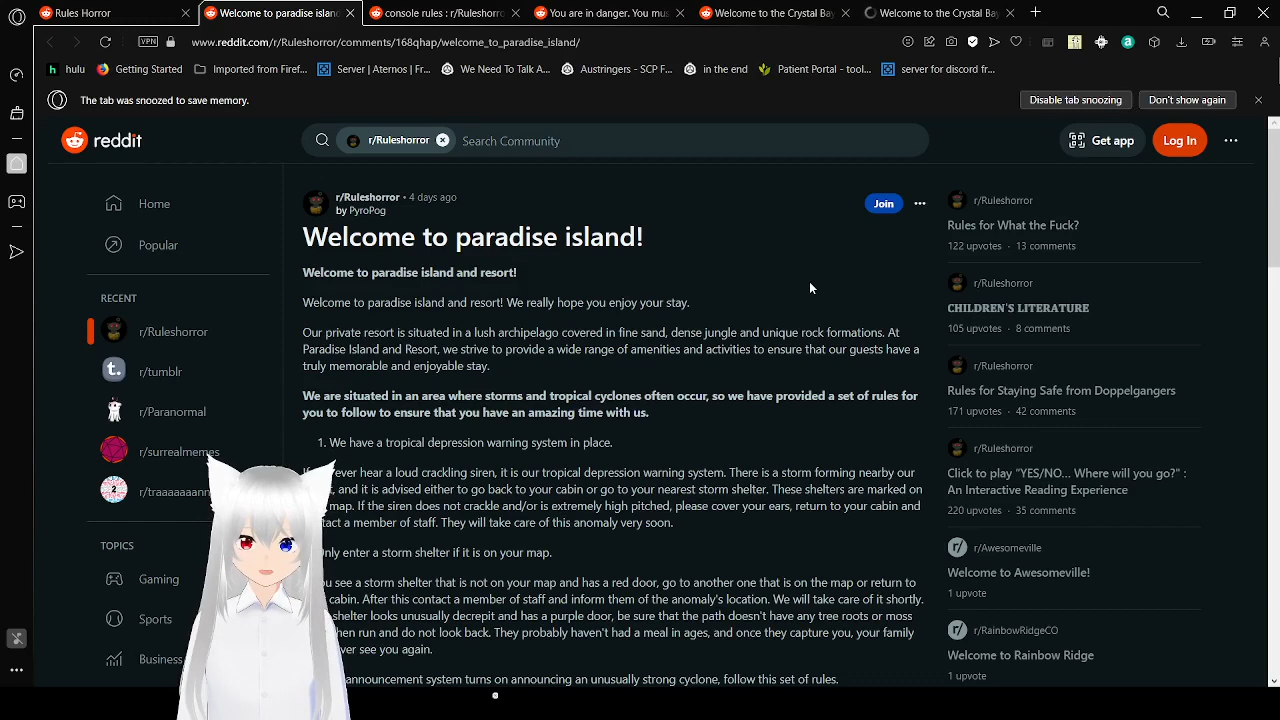 Rules Horror
Welcome to paradise island
console rules : r/Ruleshorro
You are in danger. You mus
Welcome to the Crystal Bay
Welcome to the Crystal Bay
VPN
www.reddit.com/r/Ruleshorror/comments/168qhap/welcome_to_paradise_island/
hulu
Getting Started
Imported from Firef...
Server | Aternos | Fr...
We Need To Talk A...
Austringers - SCP F...
in the end
Patient Portal - tool...
server for discord fr...
The tab was snoozed to save memory.
Disable tab snoozing
Don't show again
reddit
r/Ruleshorror
Search Community
Get app
Log In
Home
Popular
RECENT
r/Ruleshorror
r/tumblr
r/Paranormal
r/surrealmemes
r/traaaaaaann
TOPICS
Gaming
Sports
Business
r/Ruleshorror • 4 days ago
by PyroPog
Join
Welcome to paradise island!
Welcome to paradise island and resort!
Welcome to paradise island and resort! We really hope you enjoy your stay.
Our private resort is situated in a lush archipelago covered in fine sand, dense jungle and unique rock formations. At
Paradise Island and Resort, we strive to provide a wide range of amenities and activities to ensure that our guests have a
truly memorable and enjoyable stay.
We are situated in an area where storms and tropical cyclones often occur, so we have provided a set of rules for
you to follow to ensure that you have an amazing time with us.
1. We have a tropical depression warning system in place.
ever hear a loud crackling siren, it is our tropical depression warning system. There is a storm forming nearby our
, and it is advised either to go back to your cabin or go to your nearest storm shelter. These shelters are marked on
map. If the siren does not crackle and/or is extremely high pitched, please cover your ears, return to your cabin and
tact a member of staff. They will take care of this anomaly very soon.
Only enter a storm shelter if it is on your map.
ou see a storm shelter that is not on your map and has a red door, go to another one that is on the map or return to
cabin. After this contact a member of staff and inform them of the anomaly's location. We will take care of it shortly.
shelter looks unusually decrepit and has a purple door, be sure that the path doesn't have any tree roots or moss
hen run and do not look back. They probably haven't had a meal in ages, and once they capture you, your family
ver see you again.
announcement system turns on announcing an unusually strong cyclone, follow this set of rules.
r/Ruleshorror
Rules for What the Fuck?
122 upvotes • 13 comments
r/Ruleshorror
CHILDREN'S LITERATURE
105 upvotes • 8 comments
r/Ruleshorror
Rules for Staying Safe from Doppelgangers
171 upvotes • 42 comments
r/Ruleshorror
Click to play "YES/NO... Where will you go?" :
An Interactive Reading Experience
220 upvotes • 35 comments
r/Awesomeville
Welcome to Awesomeville!
1 upvote
r/RainbowRidgeCO
Welcome to Rainbow Ridge
1 upvote